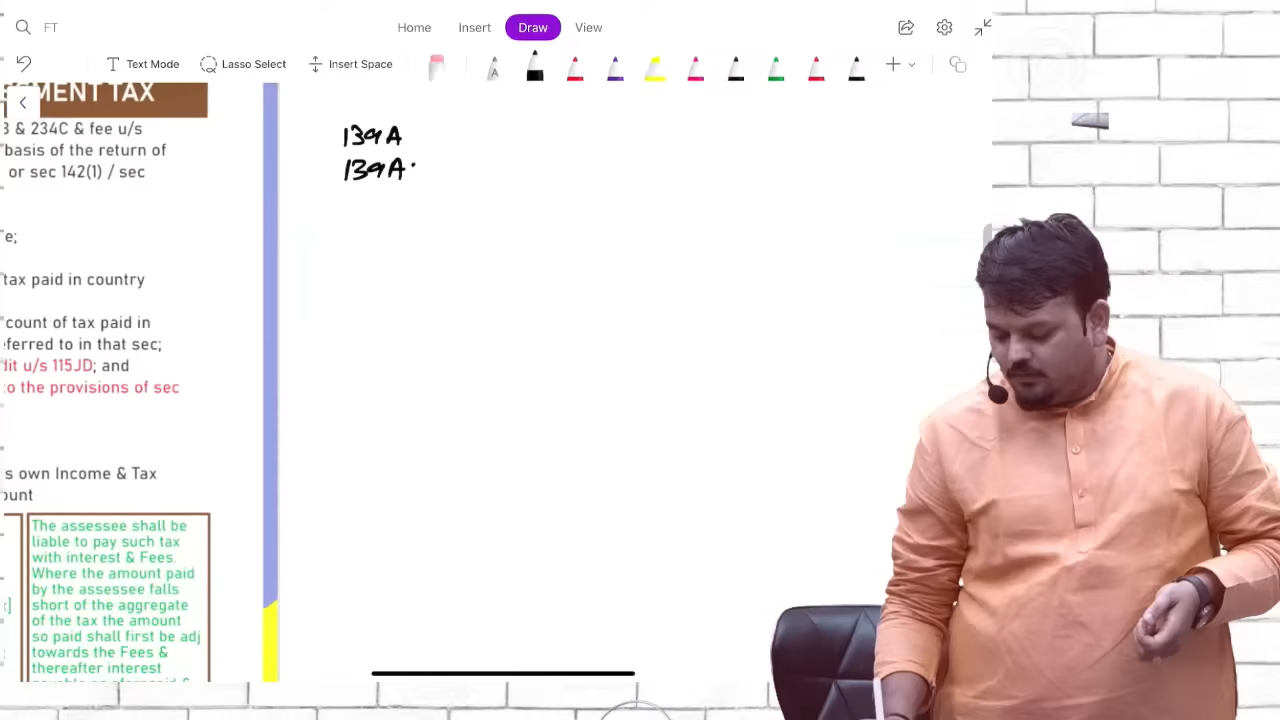 FT
Home Insert Draw View
Text Mode Lasso Select Insert Space
MENT TAX
& 234C & fee u/s
basis of the return of
or sec 142(1) / sec
e;
tax paid in country
count of tax paid in
ferred to in that sec;
dit u/s 115JD; and
to the provisions of sec
s own Income & Tax
ount
The assessee shall be
liable to pay such tax
with interest & Fees.
Where the amount paid
by the assessee falls
short of the aggregate
of the tax the amount
so paid shall first be adj
towards the Fees &
thereafter interest
139A
139A